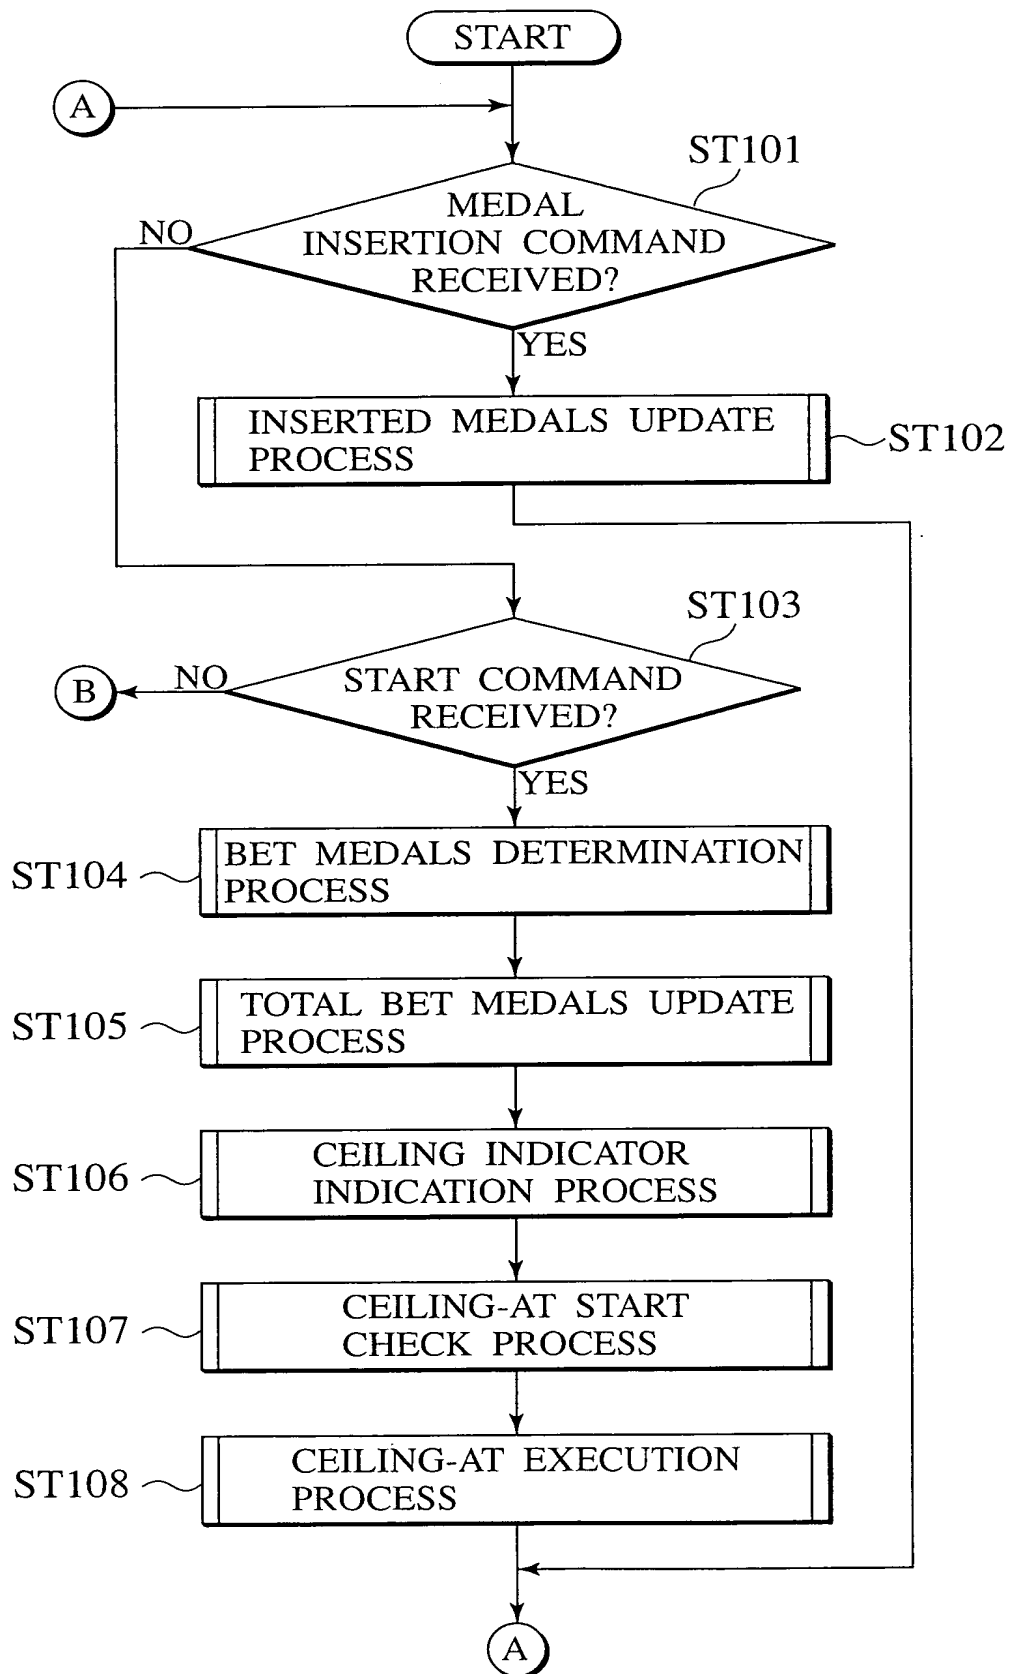 START
A
ST101
MEDAL
INSERTION COMMAND
RECEIVED?
NO
YES
INSERTED MEDALS UPDATE
PROCESS
ST102
ST103
START COMMAND
RECEIVED?
NO
B
YES
ST104
BET MEDALS DETERMINATION
PROCESS
ST105
TOTAL BET MEDALS UPDATE
PROCESS
ST106
CEILING INDICATOR
INDICATION PROCESS
ST107
CEILING-AT START
CHECK PROCESS
ST108
CEILING-AT EXECUTION
PROCESS
A